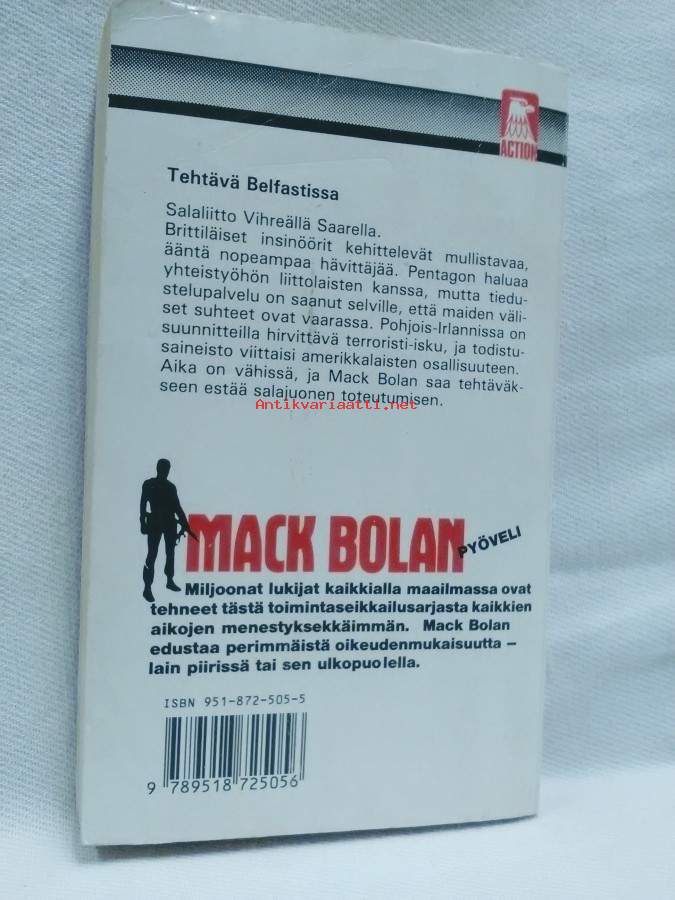 ACTION
Tehtävä Belfastissa
Salaliitto Vihreällä Saarella.
Brittiläiset insinöörit kehittelevät mullistavaa,
ääntä nopeampaa hävittäjää. Pentagon haluaa
yhteistyöhön liittolaisten kanssa, mutta tiedu-
stelupalvelu on saanut selville, että maiden väli-
set suhteet ovat vaarassa. Pohjois-Irlannissa on
suunnitteilla hirvittävä terroristi-isku, ja todistu-
saineisto viittaisi amerikkalaisten osallisuuteen.
Aika on vähissä, ja Mack Bolan saa tehtäväk-
seen estää salajuonen toteutumisen.
Antikvariaatti.net
MACK BOLAN
PYÖVELI
Miljoonat lukijat kaikkialla maailmassa ovat
tehneet tästä toimintaseikkailusarjasta kaikkien
aikojen menestyksekkäimmän. Mack Bolan
edustaa perimmäistä oikeudenmukaisuutta –
lain piirissä tai sen ulkopuolella.
ISBN 951-872-505-5
9 789518 725056